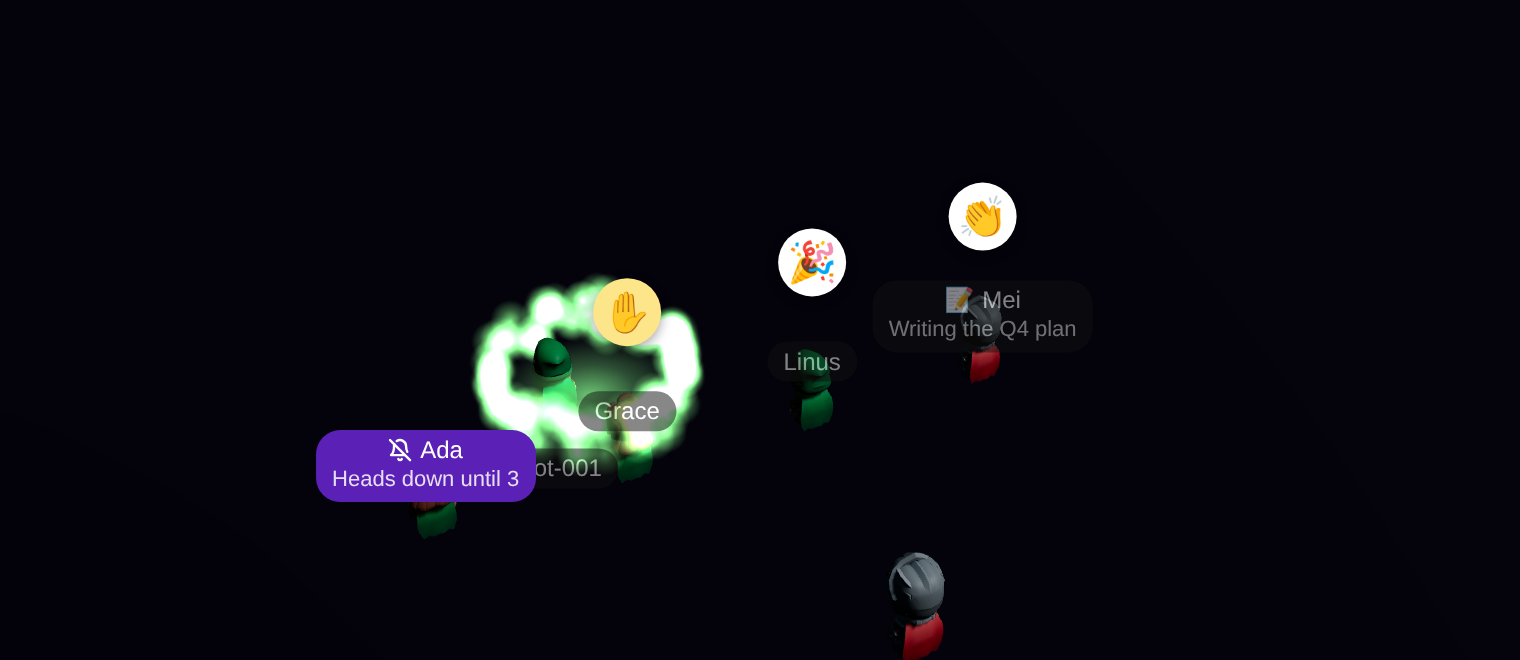 Mei
Writing the Q4 plan
Linus
Grace
Ada
Heads down until 3
ot-001